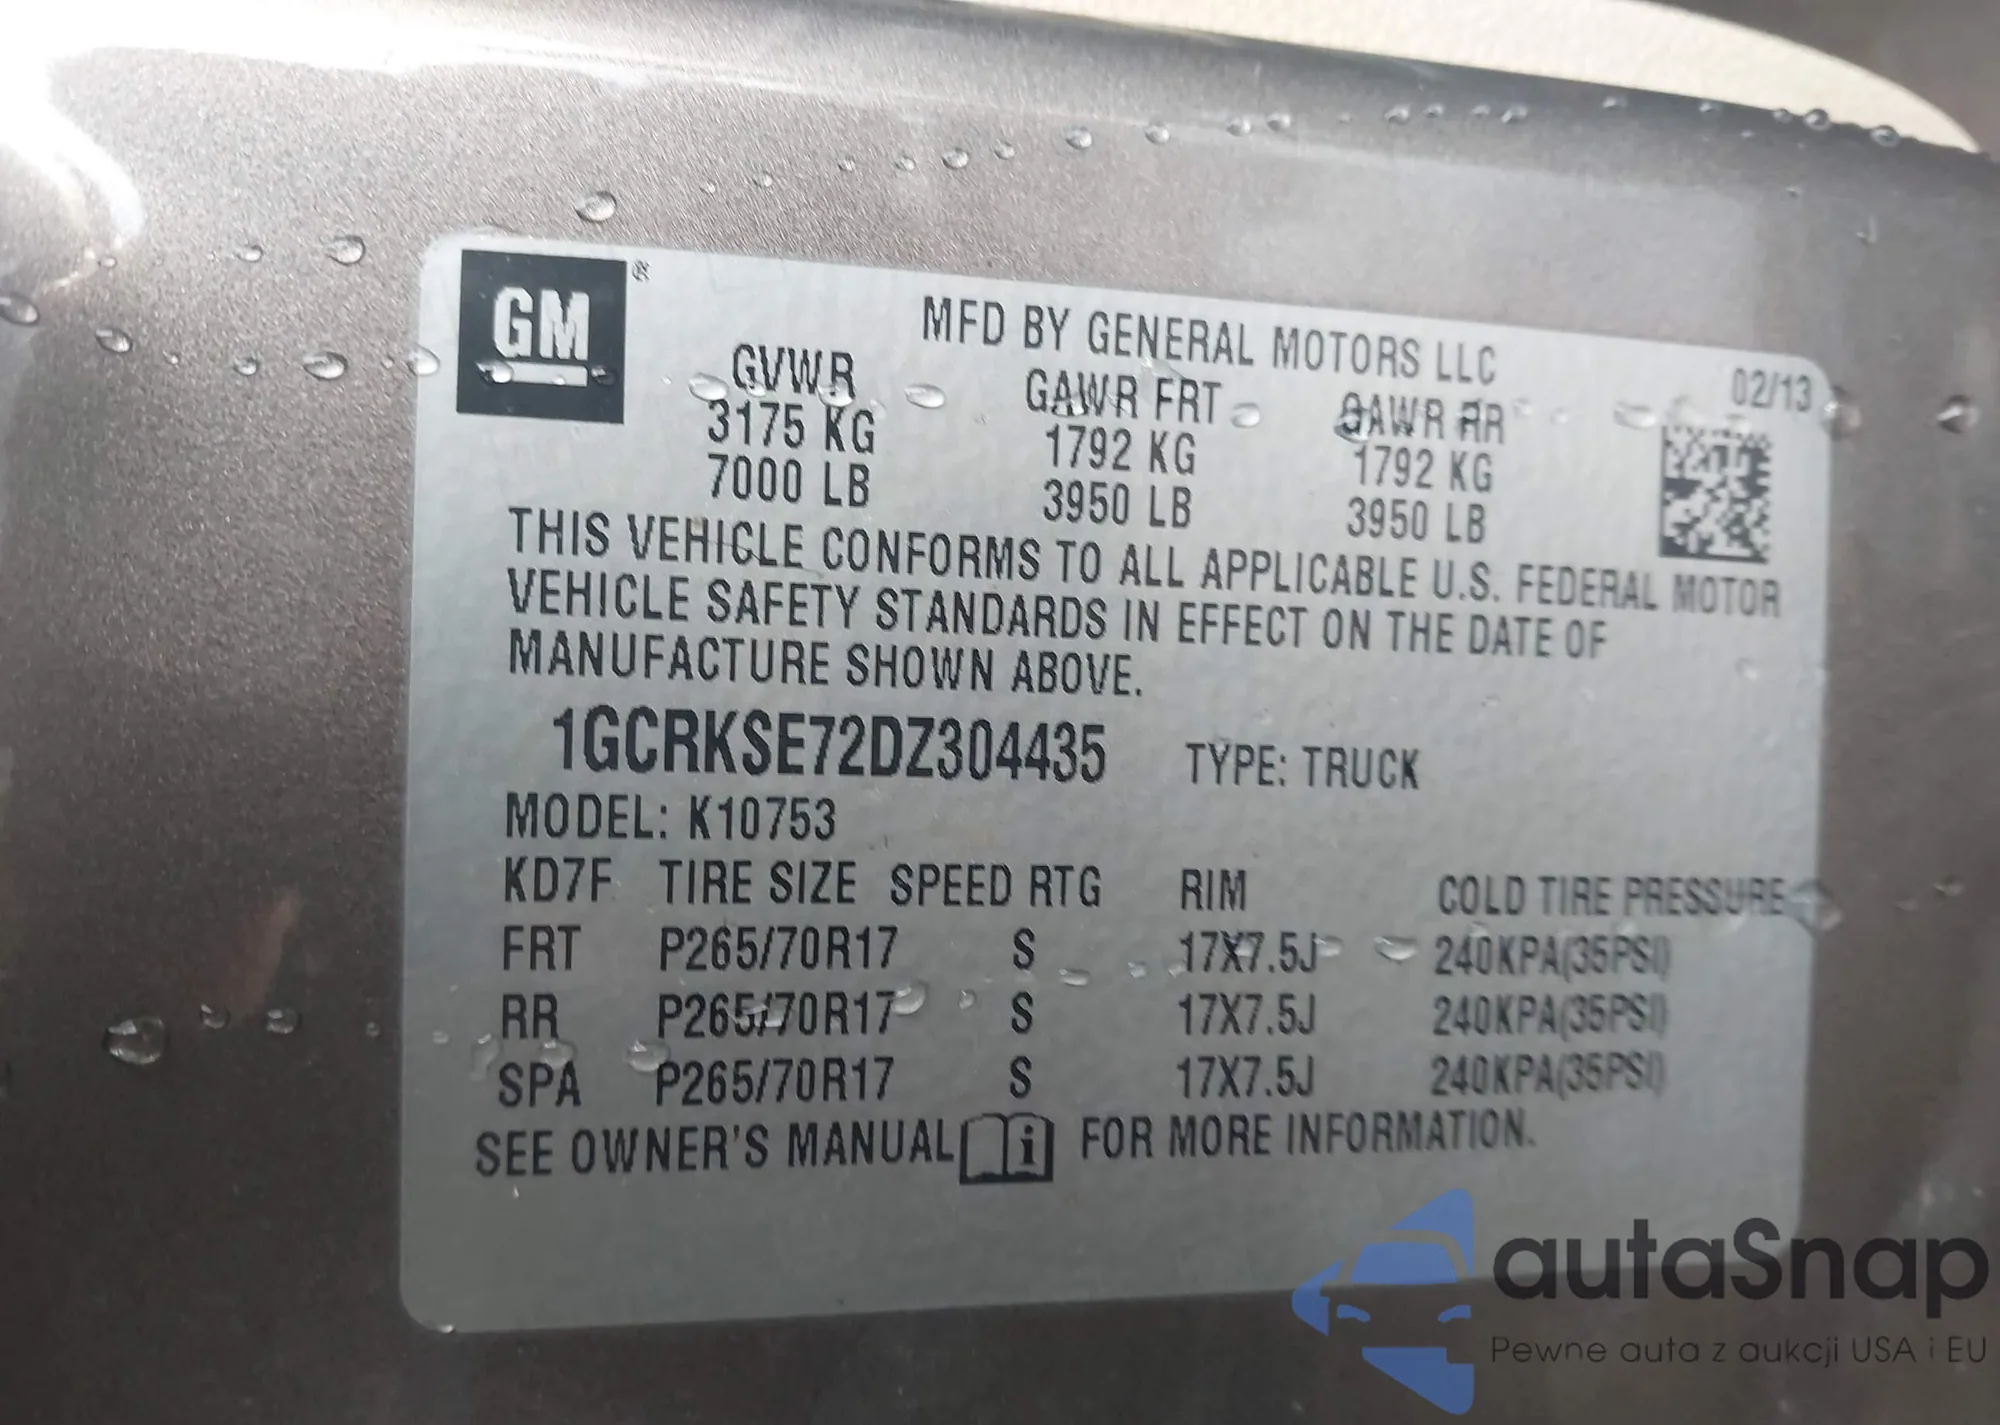 GM ®
MFD BY GENERAL MOTORS LLC
02/13
GVWR GAWR FRT GAWR RR
3175 KG 1792 KG 1792 KG
7000 LB 3950 LB 3950 LB
THIS VEHICLE CONFORMS TO ALL APPLICABLE U.S. FEDERAL MOTOR
VEHICLE SAFETY STANDARDS IN EFFECT ON THE DATE OF
MANUFACTURE SHOWN ABOVE.
1GCRKSE72DZ304435 TYPE: TRUCK
MODEL: K10753
KD7F TIRE SIZE SPEED RTG RIM COLD TIRE PRESSURE
FRT P265/70R17 S 17X7.5J 240KPA(35PSI)
RR P265/70R17 S 17X7.5J 240KPA(35PSI)
SPA P265/70R17 S 17X7.5J 240KPA(35PSI)
SEE OWNER'S MANUAL i FOR MORE INFORMATION.
autaSnap
Pewne auta z aukcji USA i EU